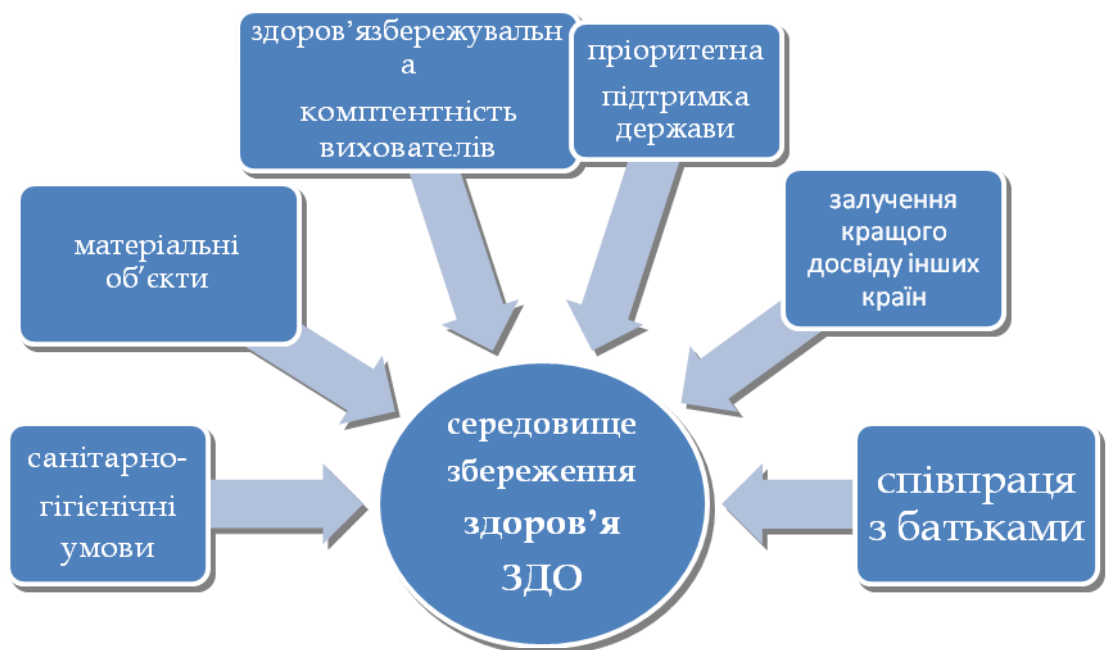 здоров’язбережувальн
а
комптентність
вихователів
пріоритетна
підтримка
держави
матеріальні
об’єкти
залучення
кращого
досвіду інших
країн
санітарно-
гігієнічні
умови
середовище
збереження
здоров’я
ЗДО
співпраця
з батьками